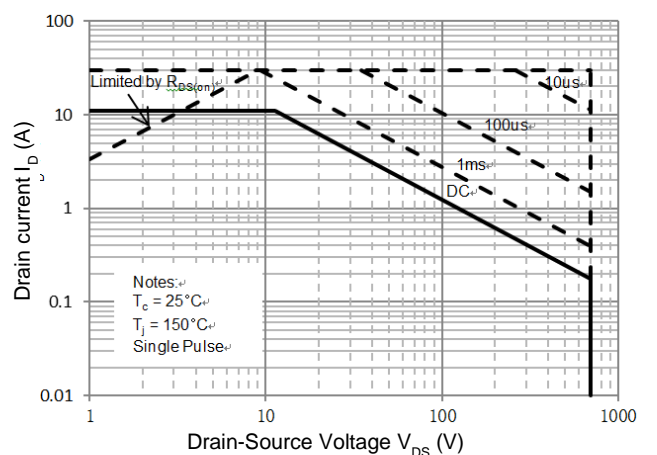 100
10
1
0.1
0.01
Drain current I_D (A)
Limited by R_DS(on)↵
10us↵
100us↵
1ms↵
DC↵
Notes:↵
T_c = 25°C↵
T_j = 150°C↵
Single Pulse↵
1
10
100
1000
Drain-Source Voltage V_DS (V)